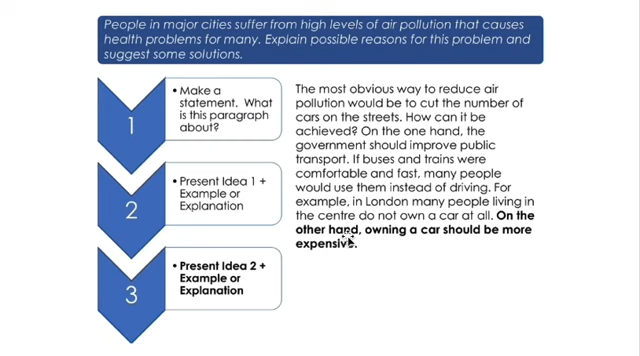 People in major cities suffer from high levels of air pollution that causes
health problems for many. Explain possible reasons for this problem and
suggest some solutions.
1
• Make a
statement. What
is this paragraph
about?
2
• Present Idea 1 +
Example or
Explanation
3
• Present Idea 2 +
Example or
Explanation
The most obvious way to reduce air
pollution would be to cut the number of
cars on the streets. How can it be
achieved? On the one hand, the
government should improve public
transport. If buses and trains were
comfortable and fast, many people
would use them instead of driving. For
example, in London many people living in
the centre do not own a car at all. On the
other hand, owning a car should be more
expensive.